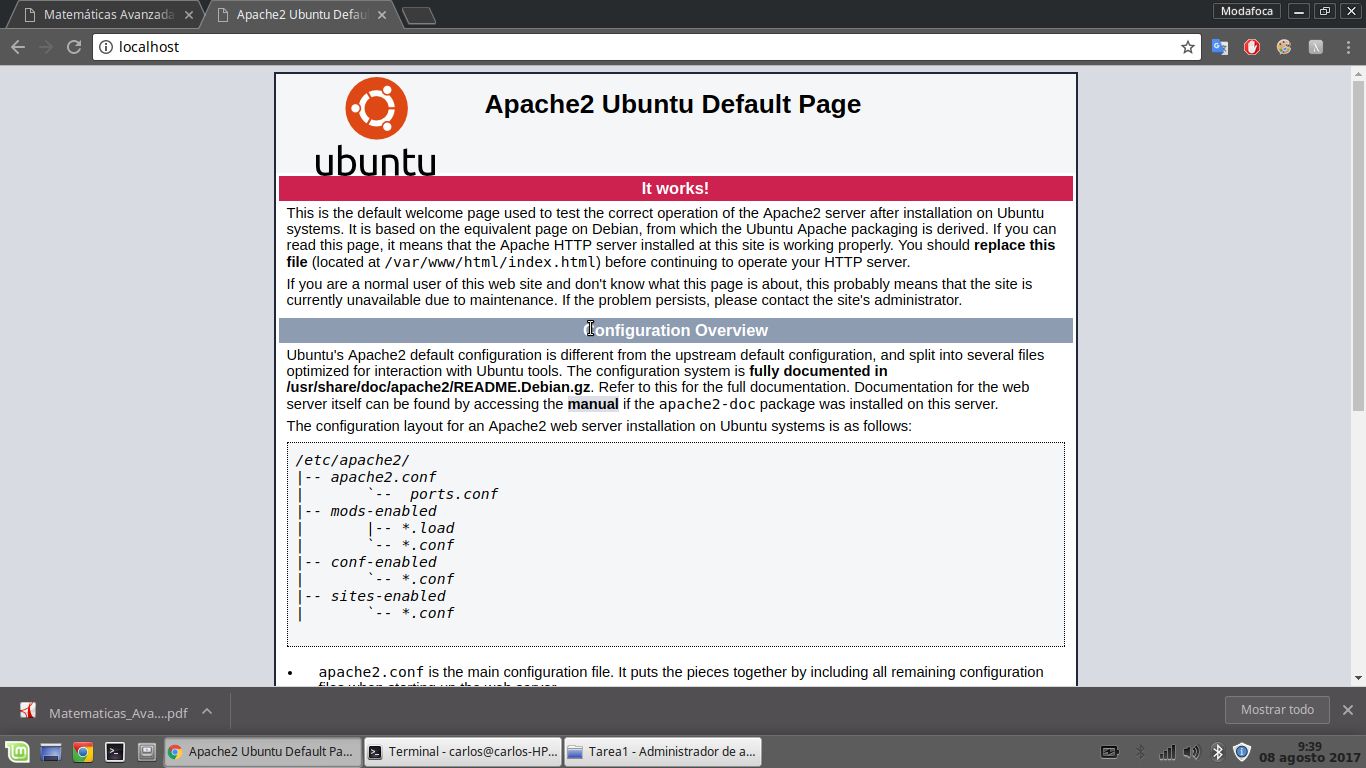 Matemáticas Avanzada
Apache2 Ubuntu Defau
Modafoca
localhost
ubuntu
Apache2 Ubuntu Default Page
It works!
This is the default welcome page used to test the correct operation of the Apache2 server after installation on Ubuntu
systems. It is based on the equivalent page on Debian, from which the Ubuntu Apache packaging is derived. If you can
read this page, it means that the Apache HTTP server installed at this site is working properly. You should replace this
file (located at /var/www/html/index.html) before continuing to operate your HTTP server.
If you are a normal user of this web site and don't know what this page is about, this probably means that the site is
currently unavailable due to maintenance. If the problem persists, please contact the site's administrator.
Configuration Overview
Ubuntu's Apache2 default configuration is different from the upstream default configuration, and split into several files
optimized for interaction with Ubuntu tools. The configuration system is fully documented in
/usr/share/doc/apache2/README.Debian.gz. Refer to this for the full documentation. Documentation for the web
server itself can be found by accessing the manual if the apache2-doc package was installed on this server.
The configuration layout for an Apache2 web server installation on Ubuntu systems is as follows:
/etc/apache2/
|-- apache2.conf
|       `--  ports.conf
|-- mods-enabled
|       |-- *.load
|       `-- *.conf
|-- conf-enabled
|       `-- *.conf
|-- sites-enabled
|       `-- *.conf
• apache2.conf is the main configuration file. It puts the pieces together by including all remaining configuration
files when starting up the web server.
Matematicas_Ava....pdf
Mostrar todo
Apache2 Ubuntu Default Pa...
Terminal - carlos@carlos-HP...
Tarea1 - Administrador de a...
9:39
08 agosto 2017